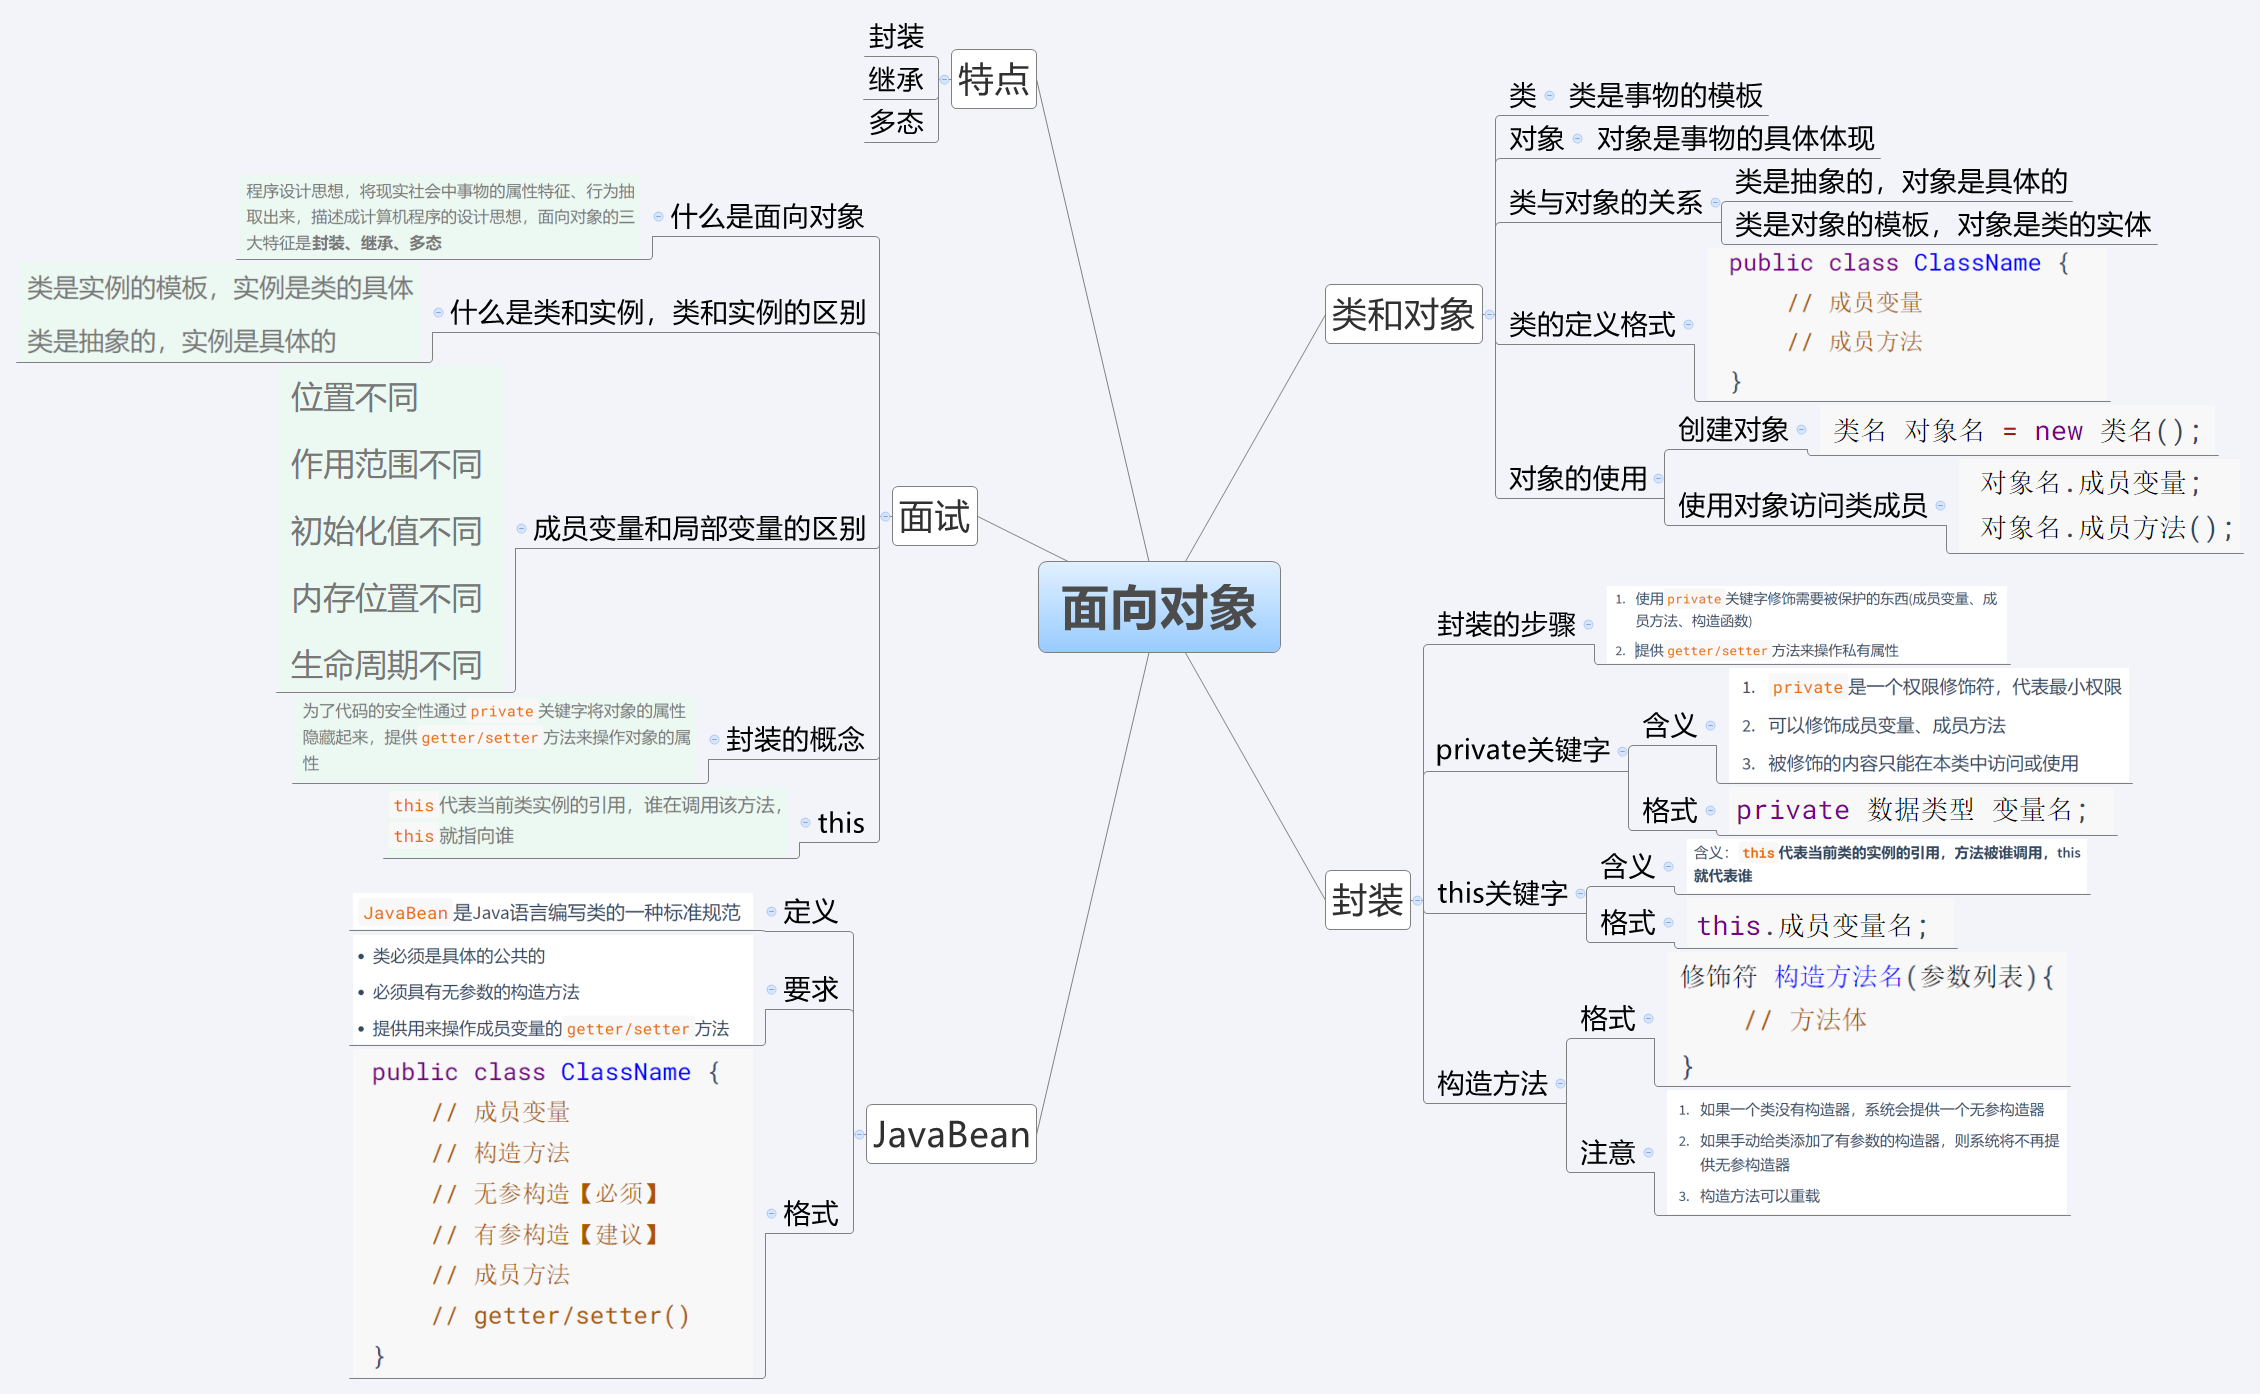 面向对象
特点
封装
继承
多态
面试
什么是面向对象
程序设计思想，将现实社会中事物的属性特征、行为抽
取出来，描述成计算机程序的设计思想，面向对象的三
大特征是封装、继承、多态
什么是类和实例，类和实例的区别
类是实例的模板，实例是类的具体
类是抽象的，实例是具体的
成员变量和局部变量的区别
位置不同
作用范围不同
初始化值不同
内存位置不同
生命周期不同
封装的概念
为了代码的安全性通过 private 关键字将对象的属性
隐藏起来，提供 getter/setter 方法来操作对象的属
性
this
this 代表当前类实例的引用，谁在调用该方法，
this 就指向谁
JavaBean
定义
JavaBean 是Java语言编写类的一种标准规范
要求
• 类必须是具体的公共的
• 必须具有无参数的构造方法
• 提供用来操作成员变量的 getter/setter 方法
格式
public class ClassName {
// 成员变量
// 构造方法
// 无参构造【必须】
// 有参构造【建议】
// 成员方法
// getter/setter()
}
类和对象
类
类是事物的模板
对象
对象是事物的具体体现
类与对象的关系
类是抽象的，对象是具体的
类是对象的模板，对象是类的实体
类的定义格式
public class ClassName {
// 成员变量
// 成员方法
}
对象的使用
创建对象
类名 对象名 = new 类名();
使用对象访问类成员
对象名.成员变量;
对象名.成员方法();
封装
封装的步骤
1. 使用 private 关键字修饰需要被保护的东西(成员变量、成
员方法、构造函数)
2. 提供 getter/setter 方法来操作私有属性
private关键字
含义
1. private 是一个权限修饰符，代表最小权限
2. 可以修饰成员变量、成员方法
3. 被修饰的内容只能在本类中访问或使用
格式
private 数据类型 变量名;
this关键字
含义
含义：this 代表当前类的实例的引用，方法被谁调用，this
就代表谁
格式
this.成员变量名;
构造方法
格式
修饰符 构造方法名(参数列表){
// 方法体
}
注意
1. 如果一个类没有构造器，系统会提供一个无参构造器
2. 如果手动给类添加了有参数的构造器，则系统将不再提
供无参构造器
3. 构造方法可以重载